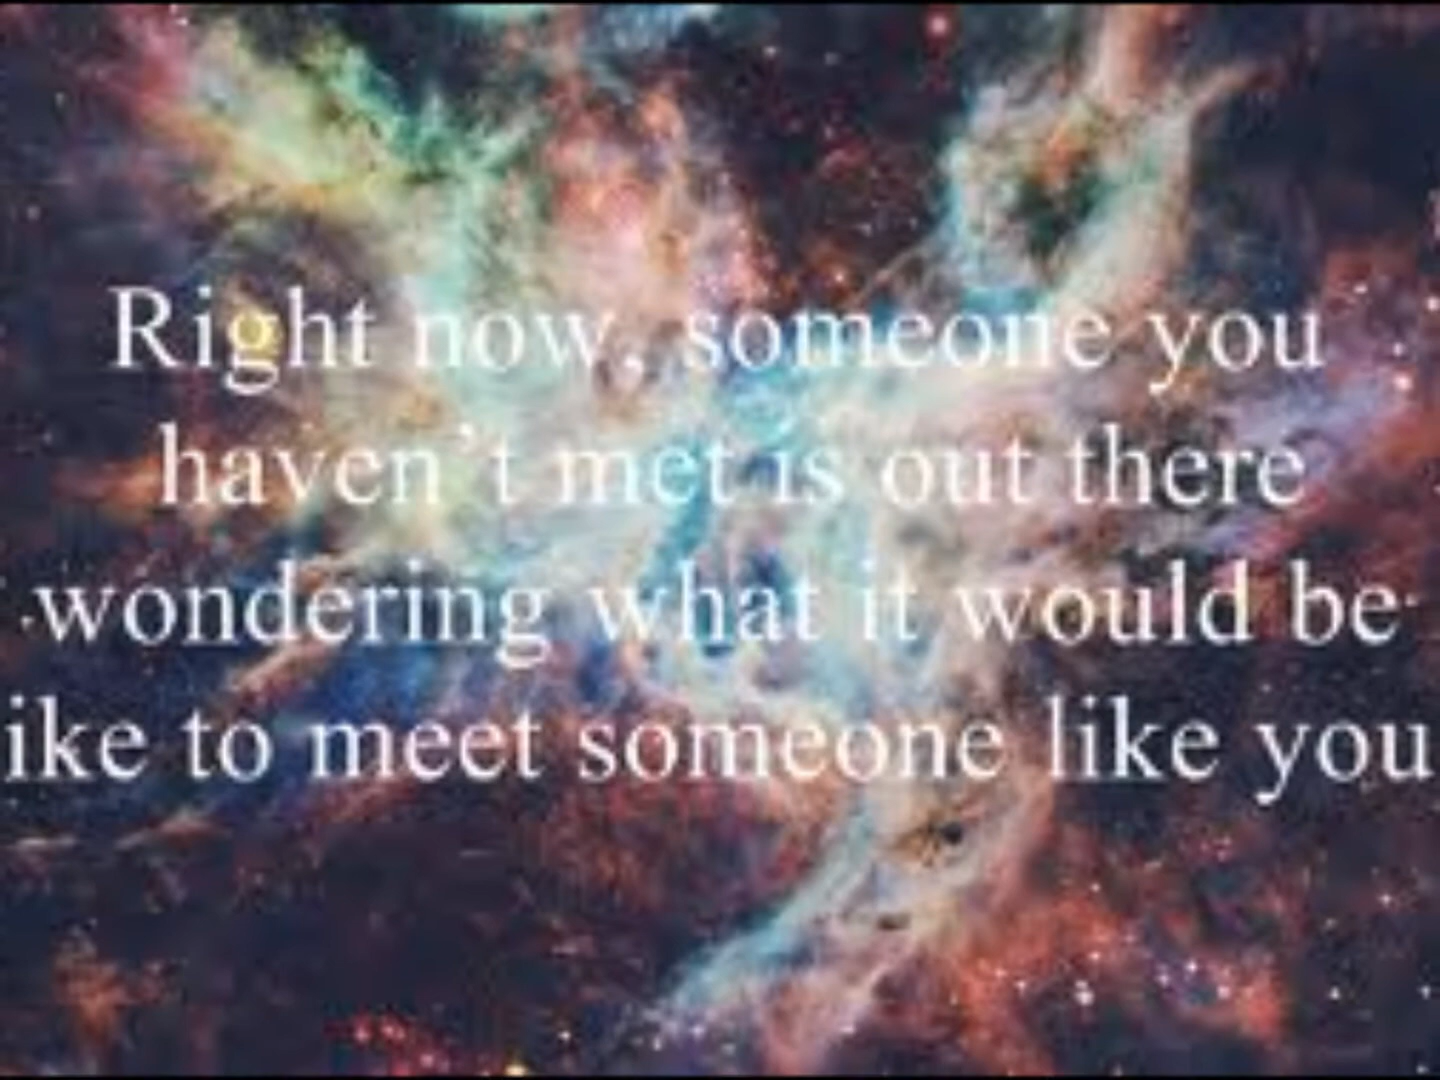 Right now, someone you
haven't met is out there
wondering what it would be
ike to meet someone like you